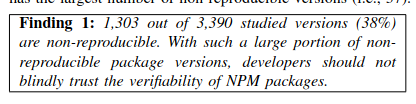 has the largest number of non reproducible versions (i.e., 37).
Finding 1: 1,303 out of 3,390 studied versions (38%)
are non-reproducible. With such a large portion of non-
reproducible package versions, developers should not
blindly trust the verifiability of NPM packages.